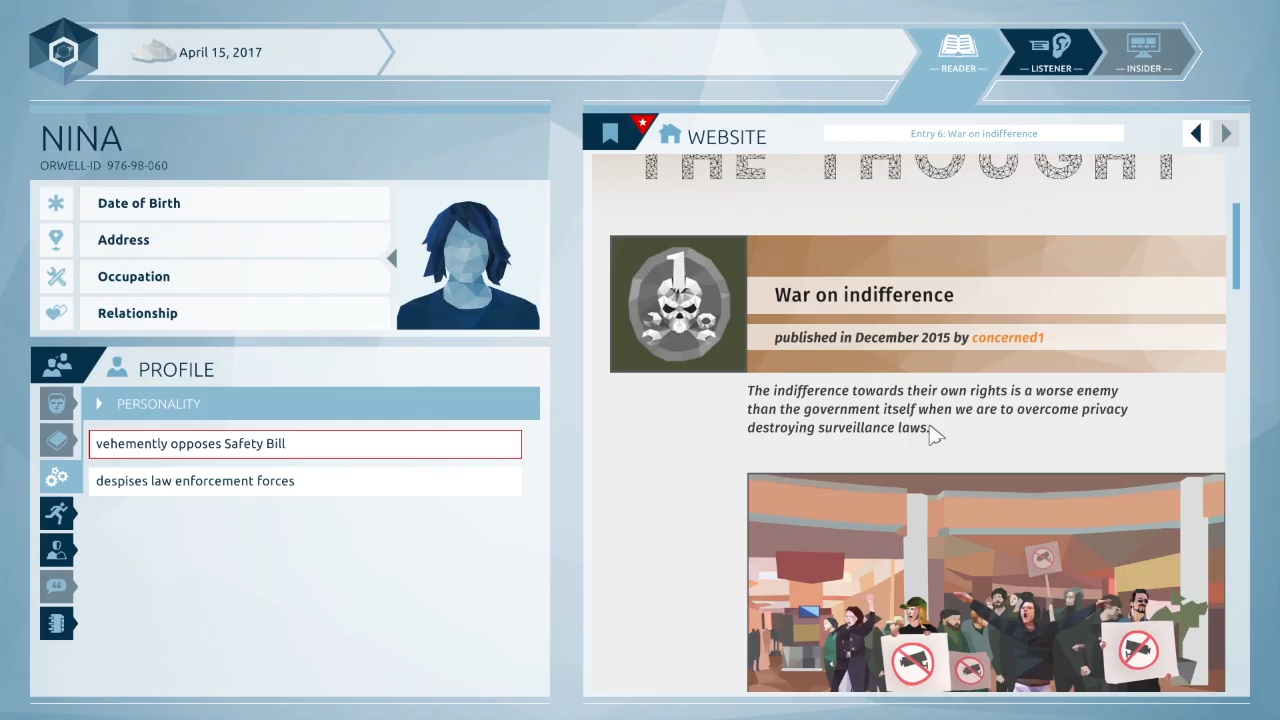 April 15, 2017
— READER —
— LISTENER —
— INSIDER —
NINA
ORWELL-ID 976-98-060
Date of Birth
Address
Occupation
Relationship
PROFILE
PERSONALITY
vehemently opposes Safety Bill
despises law enforcement forces
WEBSITE
Entry 6: War on indifference
THE THOUGHT
War on indifference
published in December 2015 by concerned1
The indifference towards their own rights is a worse enemy
than the government itself when we are to overcome privacy
destroying surveillance laws.